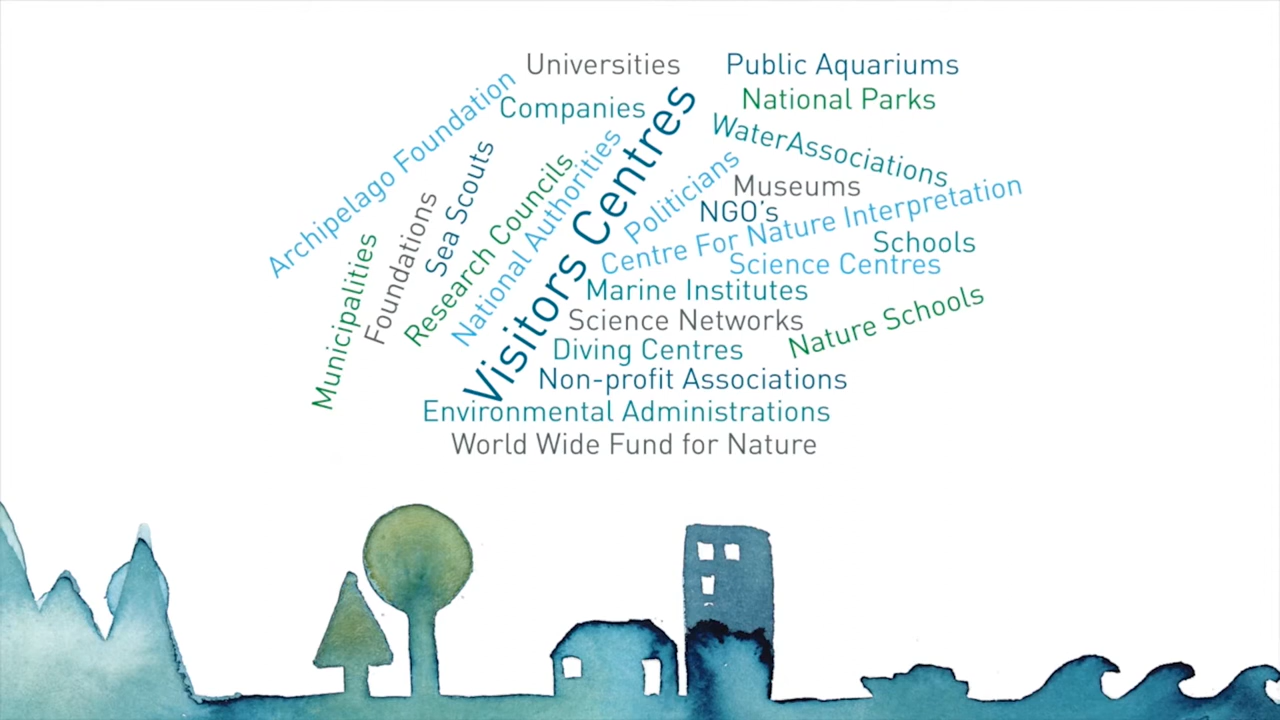 Universities
Public Aquariums
Archipelago Foundation
Companies
National Parks
WaterAssociations
Sea Scouts
Research Councils
National Authorities
Visitors Centres
Politicians
Museums
NGO's
Centre For Nature Interpretation
Foundations
Municipalities
Schools
Science Centres
Marine Institutes
Science Networks
Nature Schools
Diving Centres
Non-profit Associations
Environmental Administrations
World Wide Fund for Nature